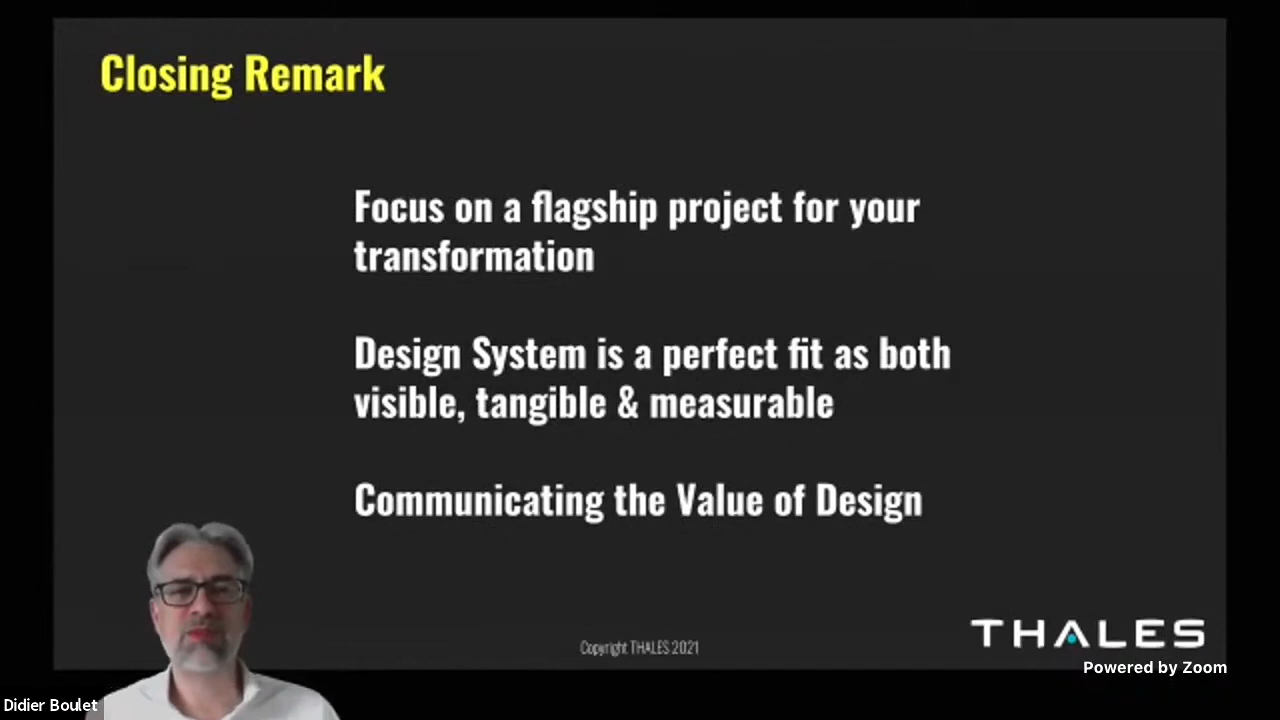 Closing Remark
Focus on a flagship project for your
transformation
Design System is a perfect fit as both
visible, tangible & measurable
Communicating the Value of Design
Copyright THALES 2021
THALES
Powered by Zoom
Didier Boulet